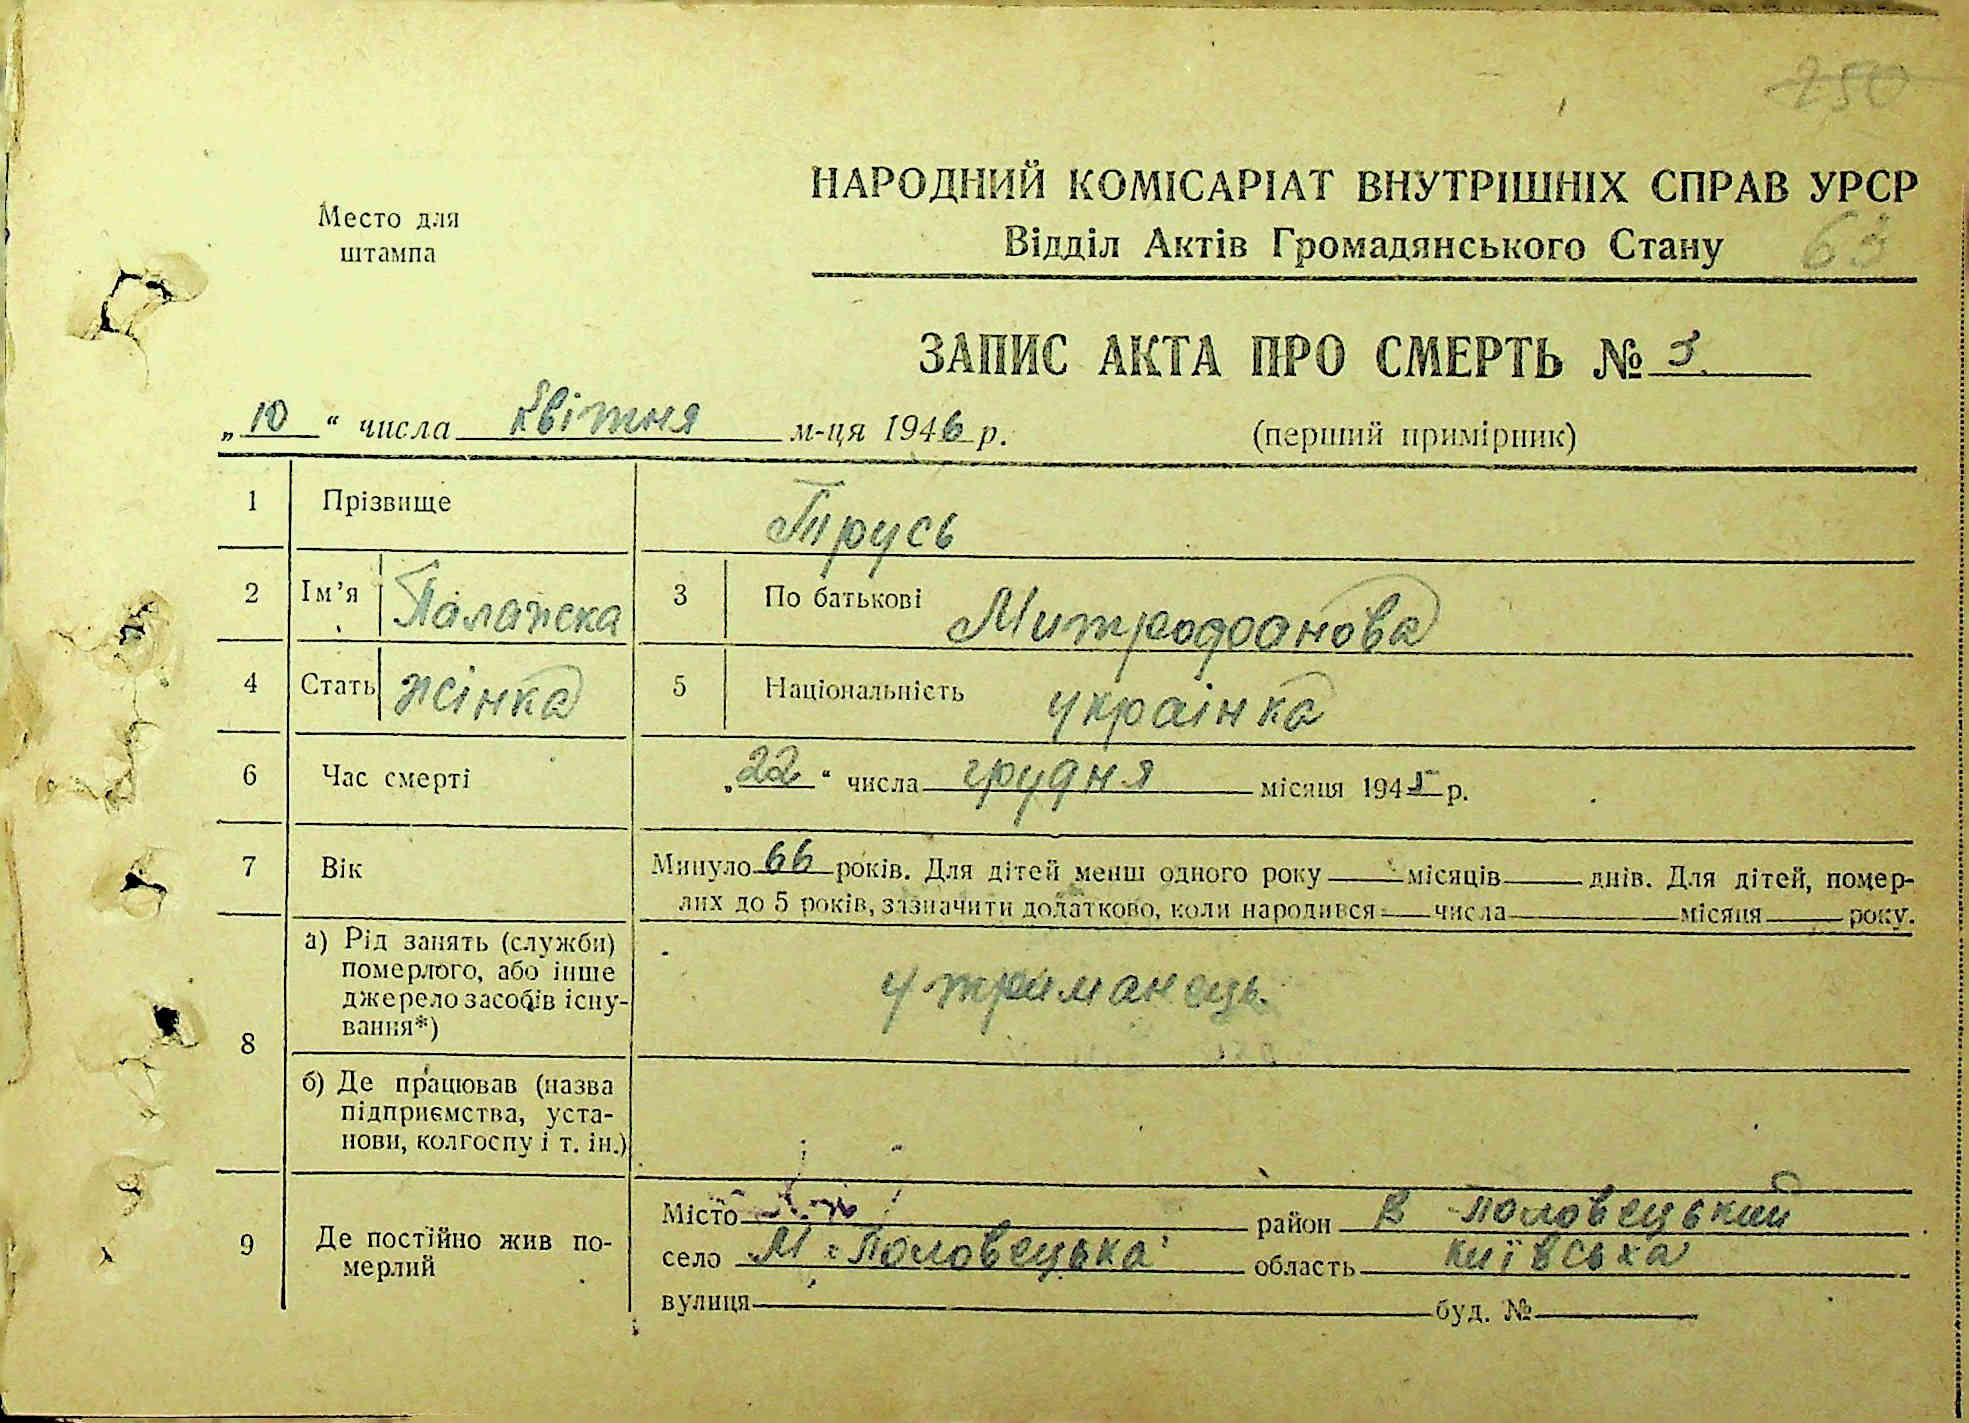 250
НАРОДНИЙ КОМІСАРІАТ ВНУТРІШНІХ СПРАВ УРСР
Место для штампа
Відділ Актів Громадянського Стану 63
ЗАПИС АКТА ПРО СМЕРТЬ №
„10“ числа квітня м-ця 1946 р. (перший примірник)
1 Прізвище Трусь
2 Ім’я Палажка 3 По батькові Митрофанова
4 Стать жінка 5 Національність українка
6 Час смерті „22“ числа грудня місяця 1945 р.
7 Вік Минуло 66 років. Для дітей менш одного року місяців днів. Для дітей, помер-
лих до 5 років, зазначити додатково, коли народився числа місяця року.
8 а) Рід занять (служби)
померлого, або інше
джерело засобів існу-
вання*)
утриманець
б) Де працював (назва
підприємства, уста-
нови, колгоспу і т. ін.)
9 Де постійно жив по-
мерлий
Місто район В-Половецький
село М-Половецька область київська
вулиця буд. №